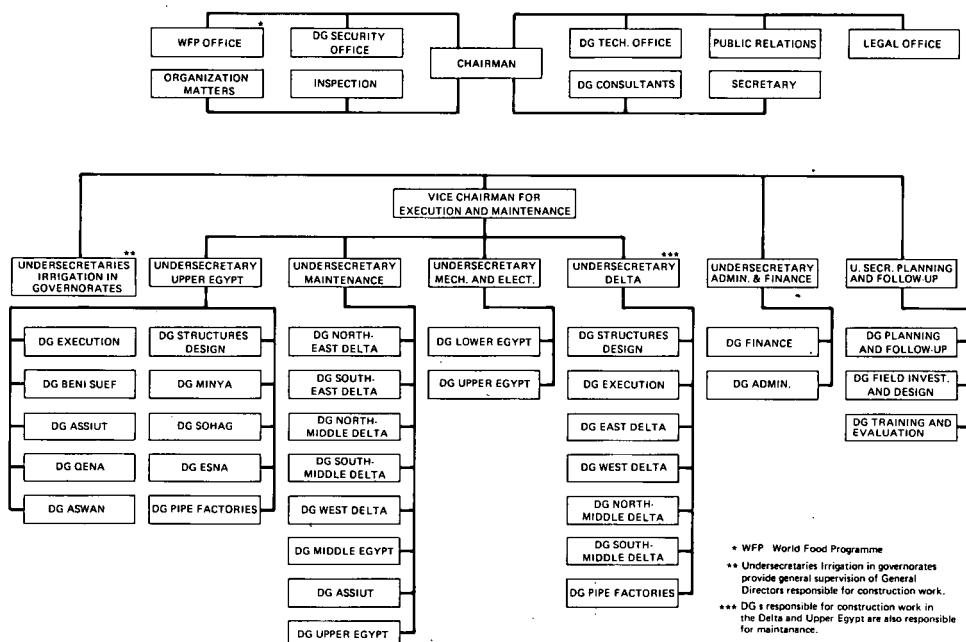 *
WFP OFFICE
DG SECURITY
OFFICE
DG TECH. OFFICE
PUBLIC RELATIONS
LEGAL OFFICE
CHAIRMAN
ORGANIZATION
MATTERS
INSPECTION
DG CONSULTANTS
SECRETARY
VICE CHAIRMAN FOR
EXECUTION AND MAINTENANCE
**
UNDERSECRETARIES
IRRIGATION IN
GOVERNORATES
UNDERSECRETARY
UPPER EGYPT
UNDERSECRETARY
MAINTENANCE
UNDERSECRETARY
MECH. AND ELECT.
***
UNDERSECRETARY
DELTA
UNDERSECRETARY
ADMIN. & FINANCE
U. SECR. PLANNING
AND FOLLOW-UP
DG EXECUTION
DG BENI SUEF
DG ASSIUT
DG QENA
DG ASWAN
DG STRUCTURES
DESIGN
DG MINYA
DG SOHAG
DG ESNA
DG PIPE FACTORIES
DG NORTH-
EAST DELTA
DG SOUTH-
EAST DELTA
DG NORTH-
MIDDLE DELTA
DG SOUTH-
MIDDLE DELTA
DG WEST DELTA
DG MIDDLE EGYPT
DG ASSIUT
DG UPPER EGYPT
DG LOWER EGYPT
DG UPPER EGYPT
DG STRUCTURES
DESIGN
DG EXECUTION
DG EAST DELTA
DG WEST DELTA
DG NORTH-
MIDDLE DELTA
DG SOUTH-
MIDDLE DELTA
DG PIPE FACTORIES
DG FINANCE
DG ADMIN.
DG PLANNING
AND FOLLOW-UP
DG FIELD INVEST.
AND DESIGN
DG TRAINING AND
EVALUATION
* WFP World Food Programme
** Undersecretaries Irrigation in governorates
provide general supervision of General
Directors responsible for construction work.
*** DG s responsible for construction work in
the Delta and Upper Egypt are also responsible
for maintanance.